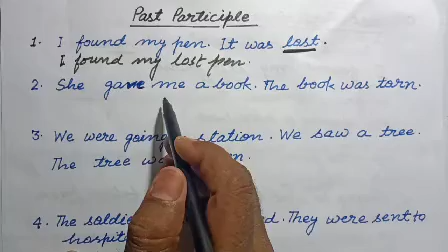 Past Participle
1. I found my pen. It was lost.
I found my lost pen.
2. She gave me a book. The book was torn.
3. We were going station. We saw a tree.
The tree
4. The They were sent to
hospital